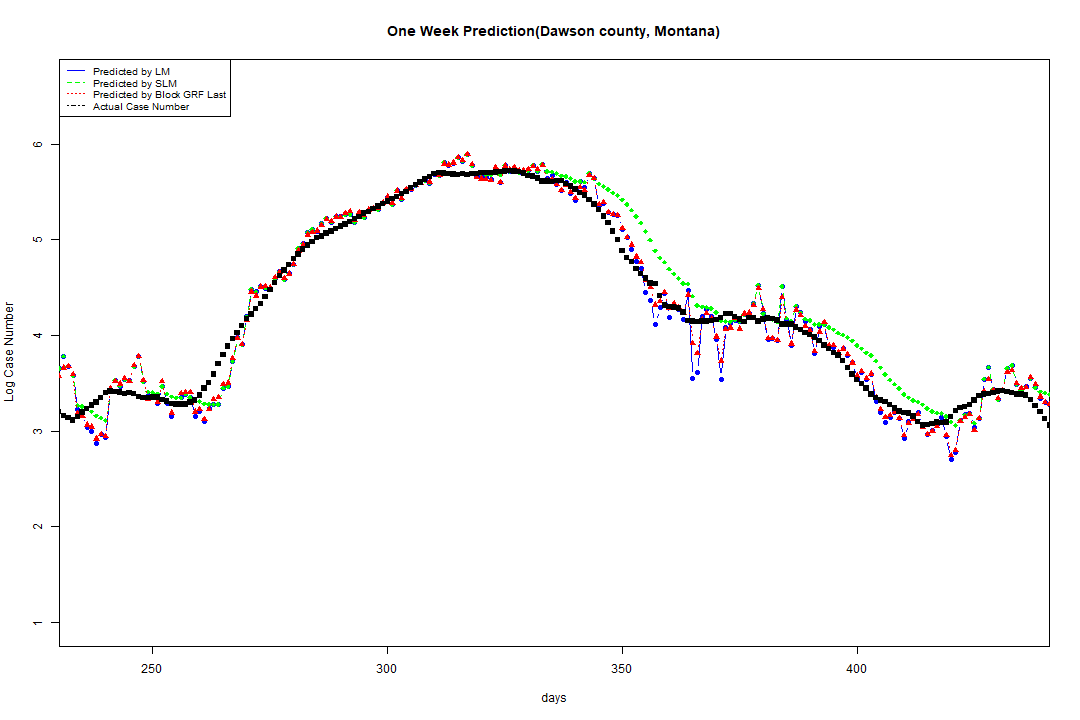 One Week Prediction(Dawson county, Montana)
Predicted by LM
Predicted by SLM
Predicted by Block GRF Last
Actual Case Number
6
5
4
3
2
1
Log Case Number
250 300 350 400
days